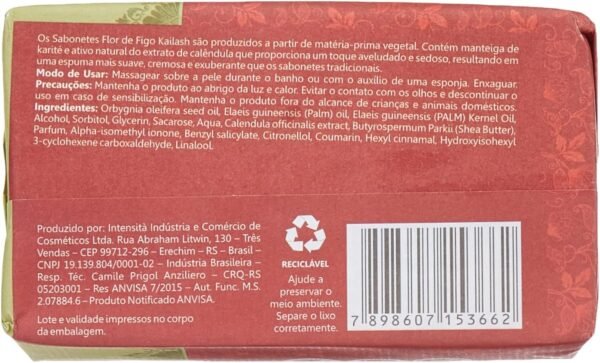 Os Sabonetes Flor de Figo Kailash são produzidos a partir de matéria-prima vegetal. Contém manteiga de
karité e ativo natural do extrato de calêndula que proporciona um toque aveludado e sedoso, resultando em
uma espuma mais suave, cremosa e exuberante que os sabonetes tradicionais.
Modo de Usar: Massagear sobre a pele durante o banho ou com o auxílio de uma esponja. Enxaguar.
Precauções: Mantenha o produto ao abrigo da luz e calor. Evitar o contato com os olhos e descontinuar o
uso em caso de sensibilização. Mantenha o produto fora do alcance de crianças e animais domésticos.
Ingredientes: Orbygnia oleifera seed oil, Elaeis guineensis (Palm) oil, Elaeis guineensis (PALM) Kernel Oil,
Alcohol, Sorbitol, Glycerin, Sacarose, Aqua, Calendula officinalis extract, Butyrospermum Parkii (Shea Butter),
Parfum, Alpha-isomethyl ionone, Benzyl salicylate, Citronellol, Coumarin, Hexyl cinnamal, Hydroxyisohexyl
3-cyclohexene carboxaldehyde, Linalool.
Produzido por: Intensità Indústria e Comércio de
Cosméticos Ltda. Rua Abraham Litwin, 130 – Três
Vendas – CEP 99712-296 – Erechim – RS – Brasil –
CNPJ 19.139.804/0001-02 – Indústria Brasileira –
Resp. Téc. Camile Prigol Anziliero – CRQ-RS
05203001 – Res ANVISA 7/2015 – Aut. Func. M.S.
2.07884.6 – Produto Notificado ANVISA.
Lote e validade impressos no corpo
da embalagem.
RECICLÁVEL
Ajude a
preservar o
meio ambiente.
Separe o lixo
corretamente.
7 898607 153662